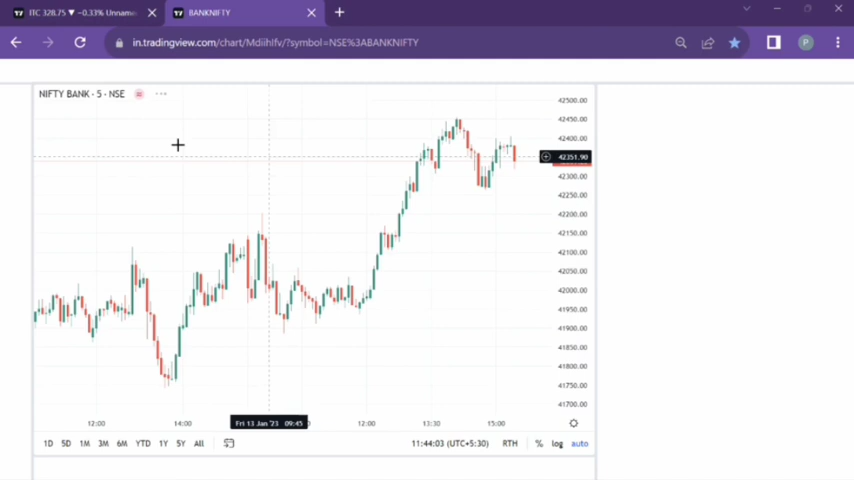 ITC 328.75 ▼ −0.33% Unname
BANKNIFTY
in.tradingview.com/chart/MdiihIfv/?symbol=NSE%3ABANKNIFTY
P
NIFTY BANK · 5 · NSE
42500.00
42450.00
42400.00
42351.90
42300.00
42250.00
42200.00
42150.00
42100.00
42050.00
42000.00
41950.00
41900.00
41850.00
41800.00
41750.00
41700.00
12:00
14:00
Fri 13 Jan '23 09:45
12:00
13:30
15:00
1D 5D 1M 3M 6M YTD 1Y 5Y All
11:44:03 (UTC+5:30) RTH % log auto